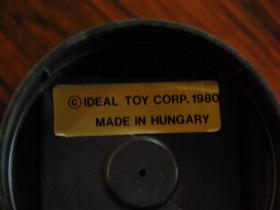 ©IDEAL TOY CORP. 1980
MADE IN HUNGARY